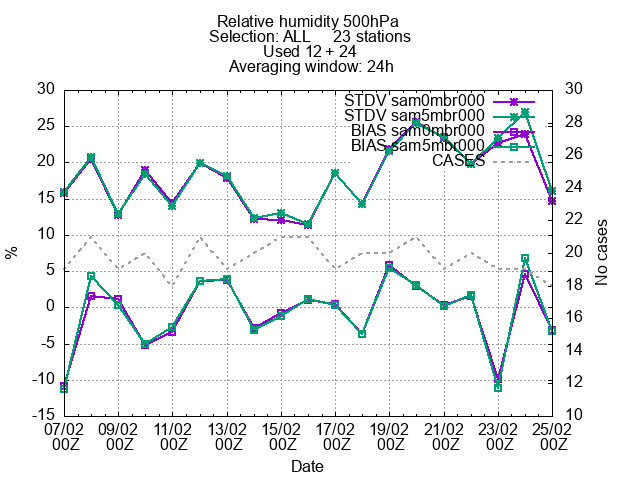 Relative humidity 500hPa
Selection: ALL 23 stations
Used 12 + 24
Averaging window: 24h
STDV sam0mbr000
STDV sam5mbr000
BIAS sam0mbr000
BIAS sam5mbr000
CASES
30
25
20
15
10
5
0
-5
-10
-15
%
30
28
26
24
22
20
18
16
14
12
10
No cases
07/02 09/02 11/02 13/02 15/02 17/02 19/02 21/02 23/02 25/02
00Z 00Z 00Z 00Z 00Z 00Z 00Z 00Z 00Z 00Z
Date